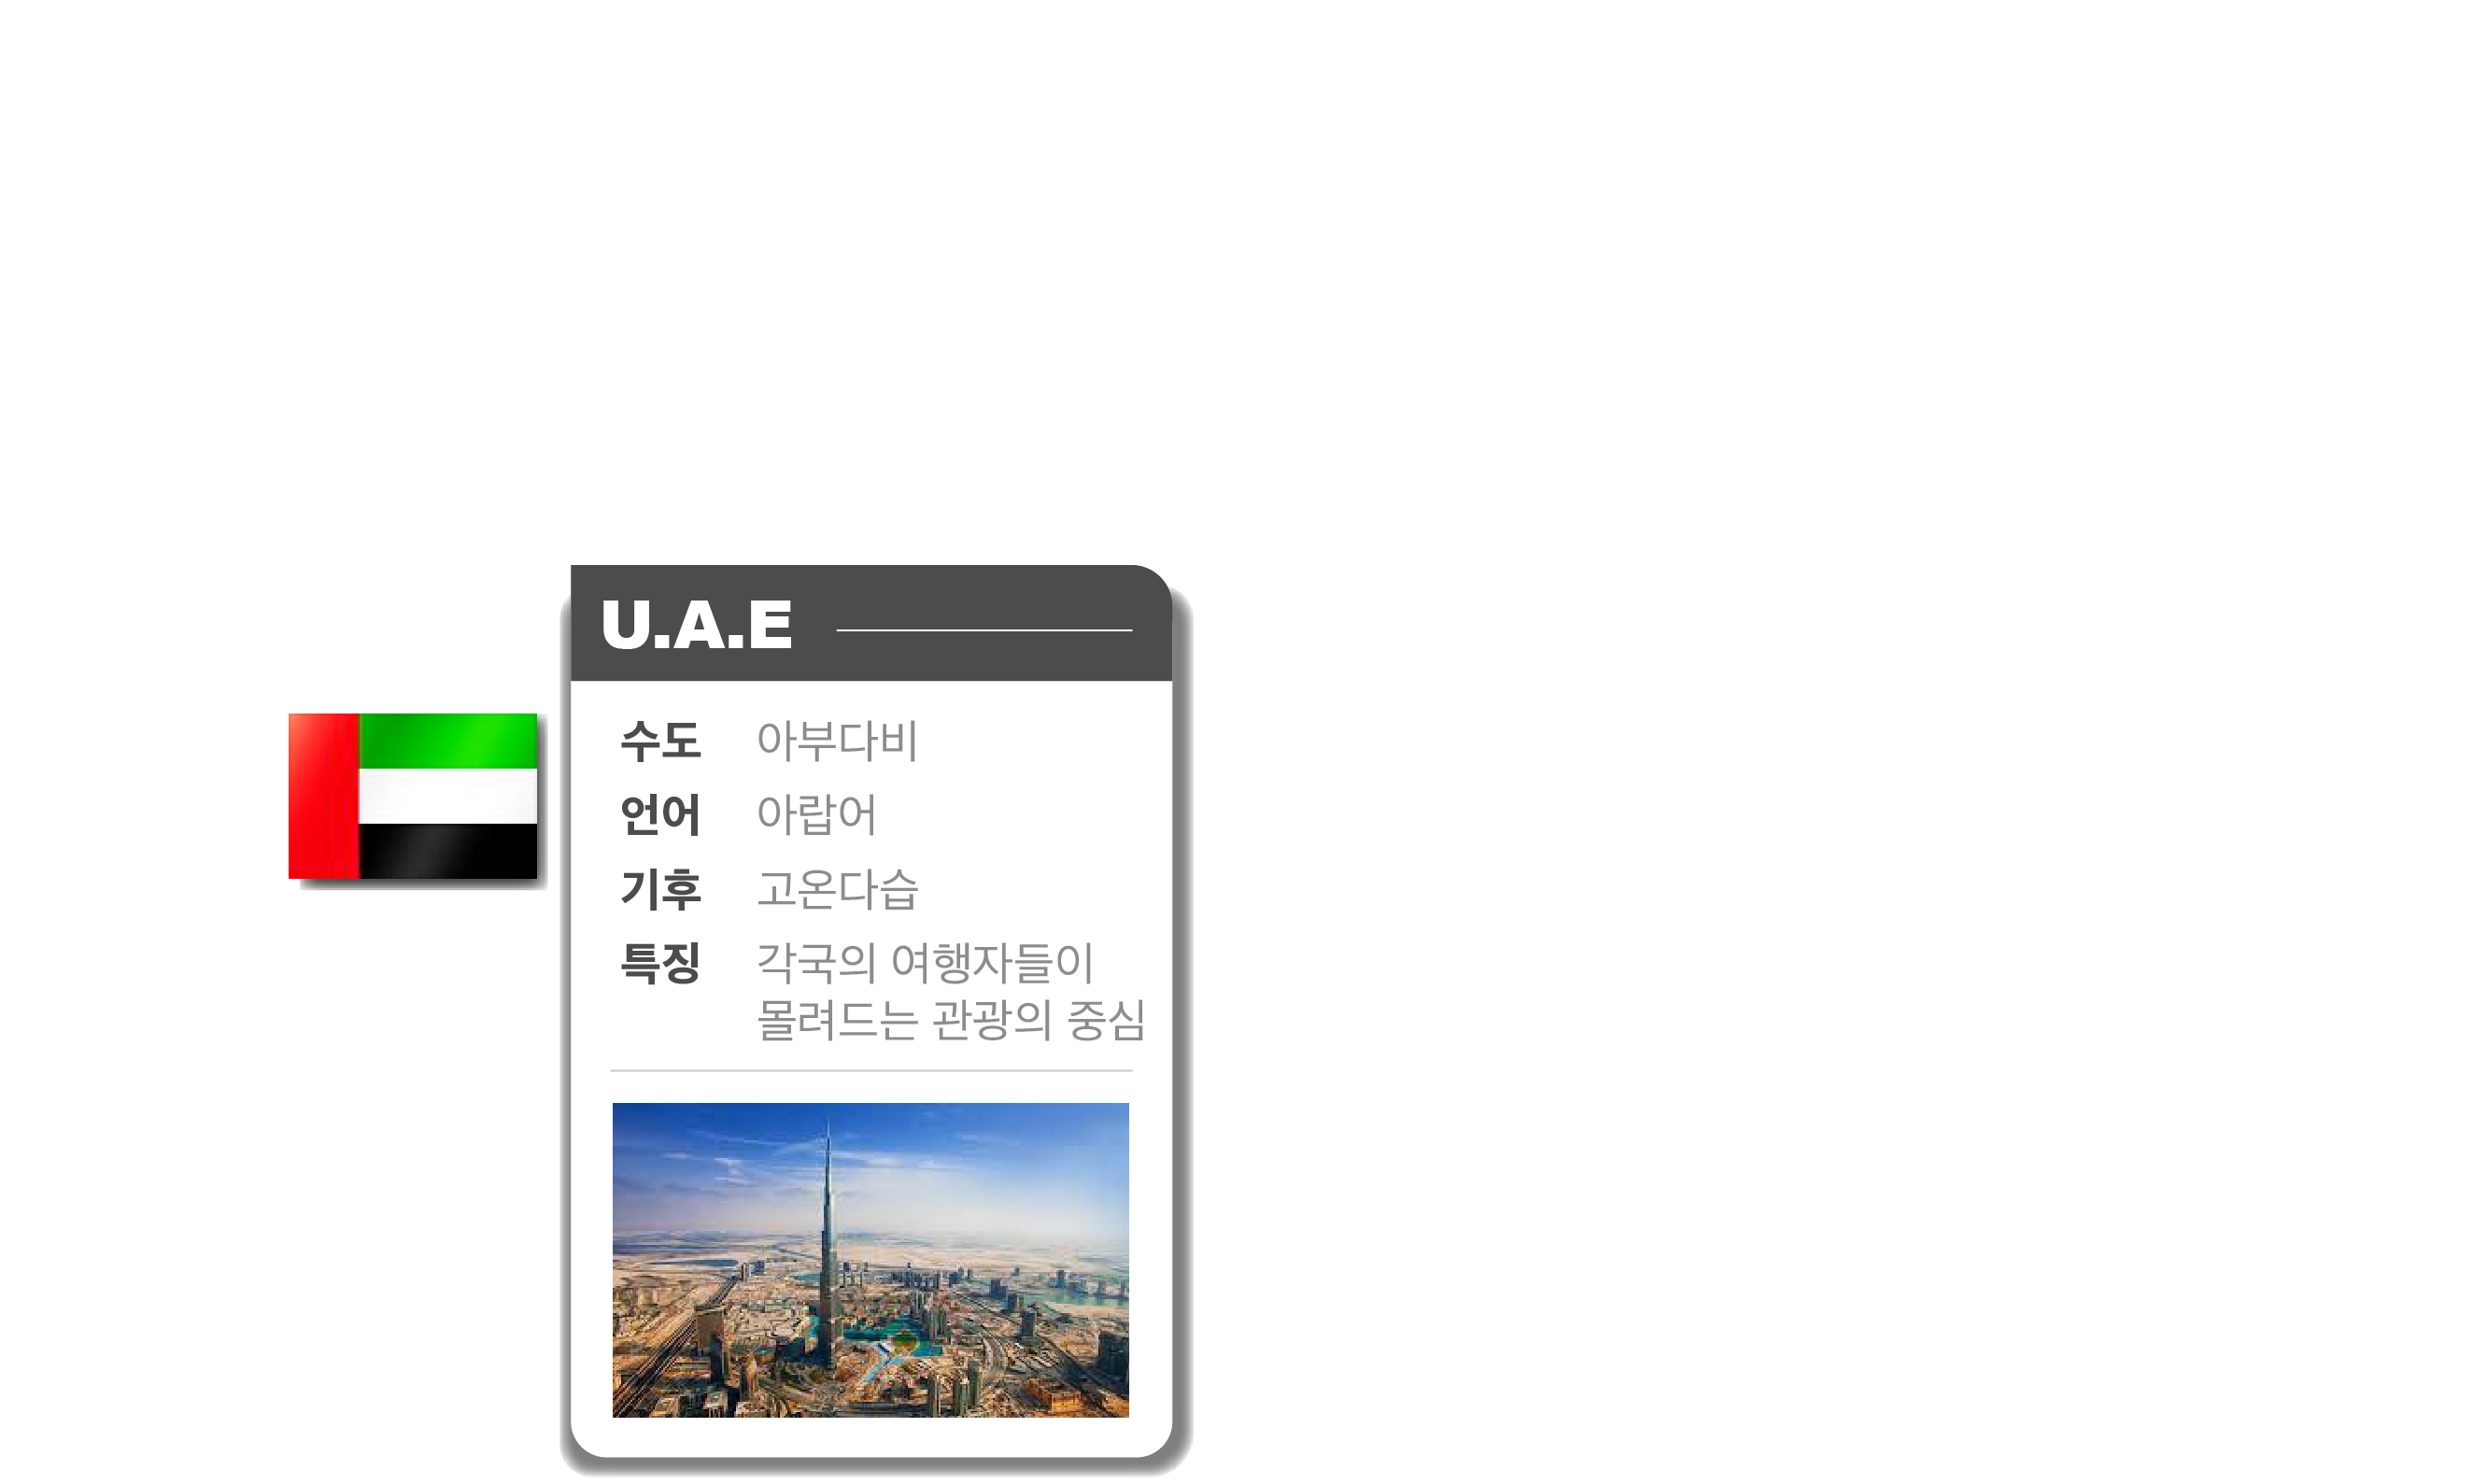 U.A.E
수도 아부다비
언어 아랍어
기후 고온다습
특징 각국의 여행자들이
몰려드는 관광의 중심